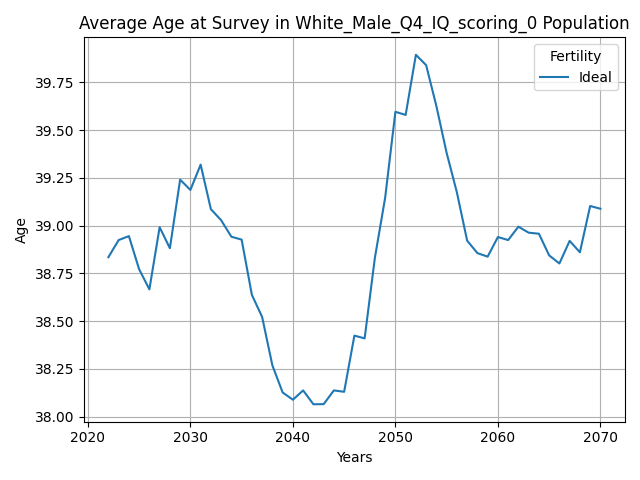 Average Age at Survey in White_Male_Q4_IQ_scoring_0 Population
Fertility
Ideal
39.75
39.50
39.25
39.00
38.75
38.50
38.25
38.00
Age
2020 2030 2040 2050 2060 2070
Years